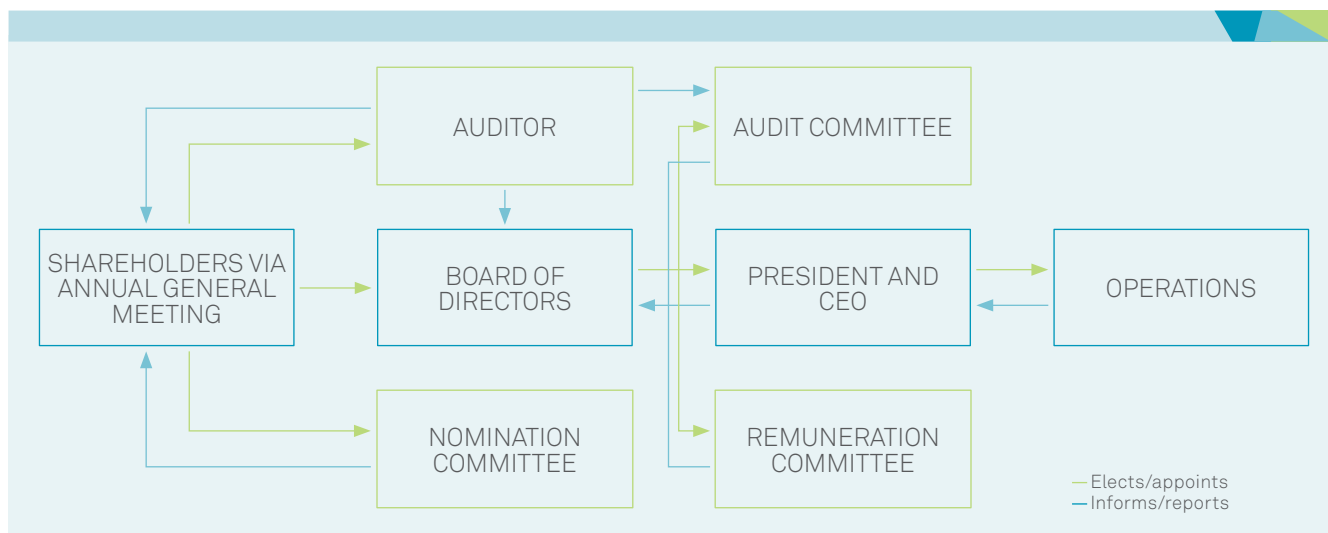 AUDITOR
AUDIT COMMITTEE
SHAREHOLDERS VIA
ANNUAL GENERAL
MEETING
BOARD OF
DIRECTORS
PRESIDENT AND
CEO
OPERATIONS
NOMINATION
COMMITTEE
REMUNERATION
COMMITTEE
Elects/appoints
Informs/reports